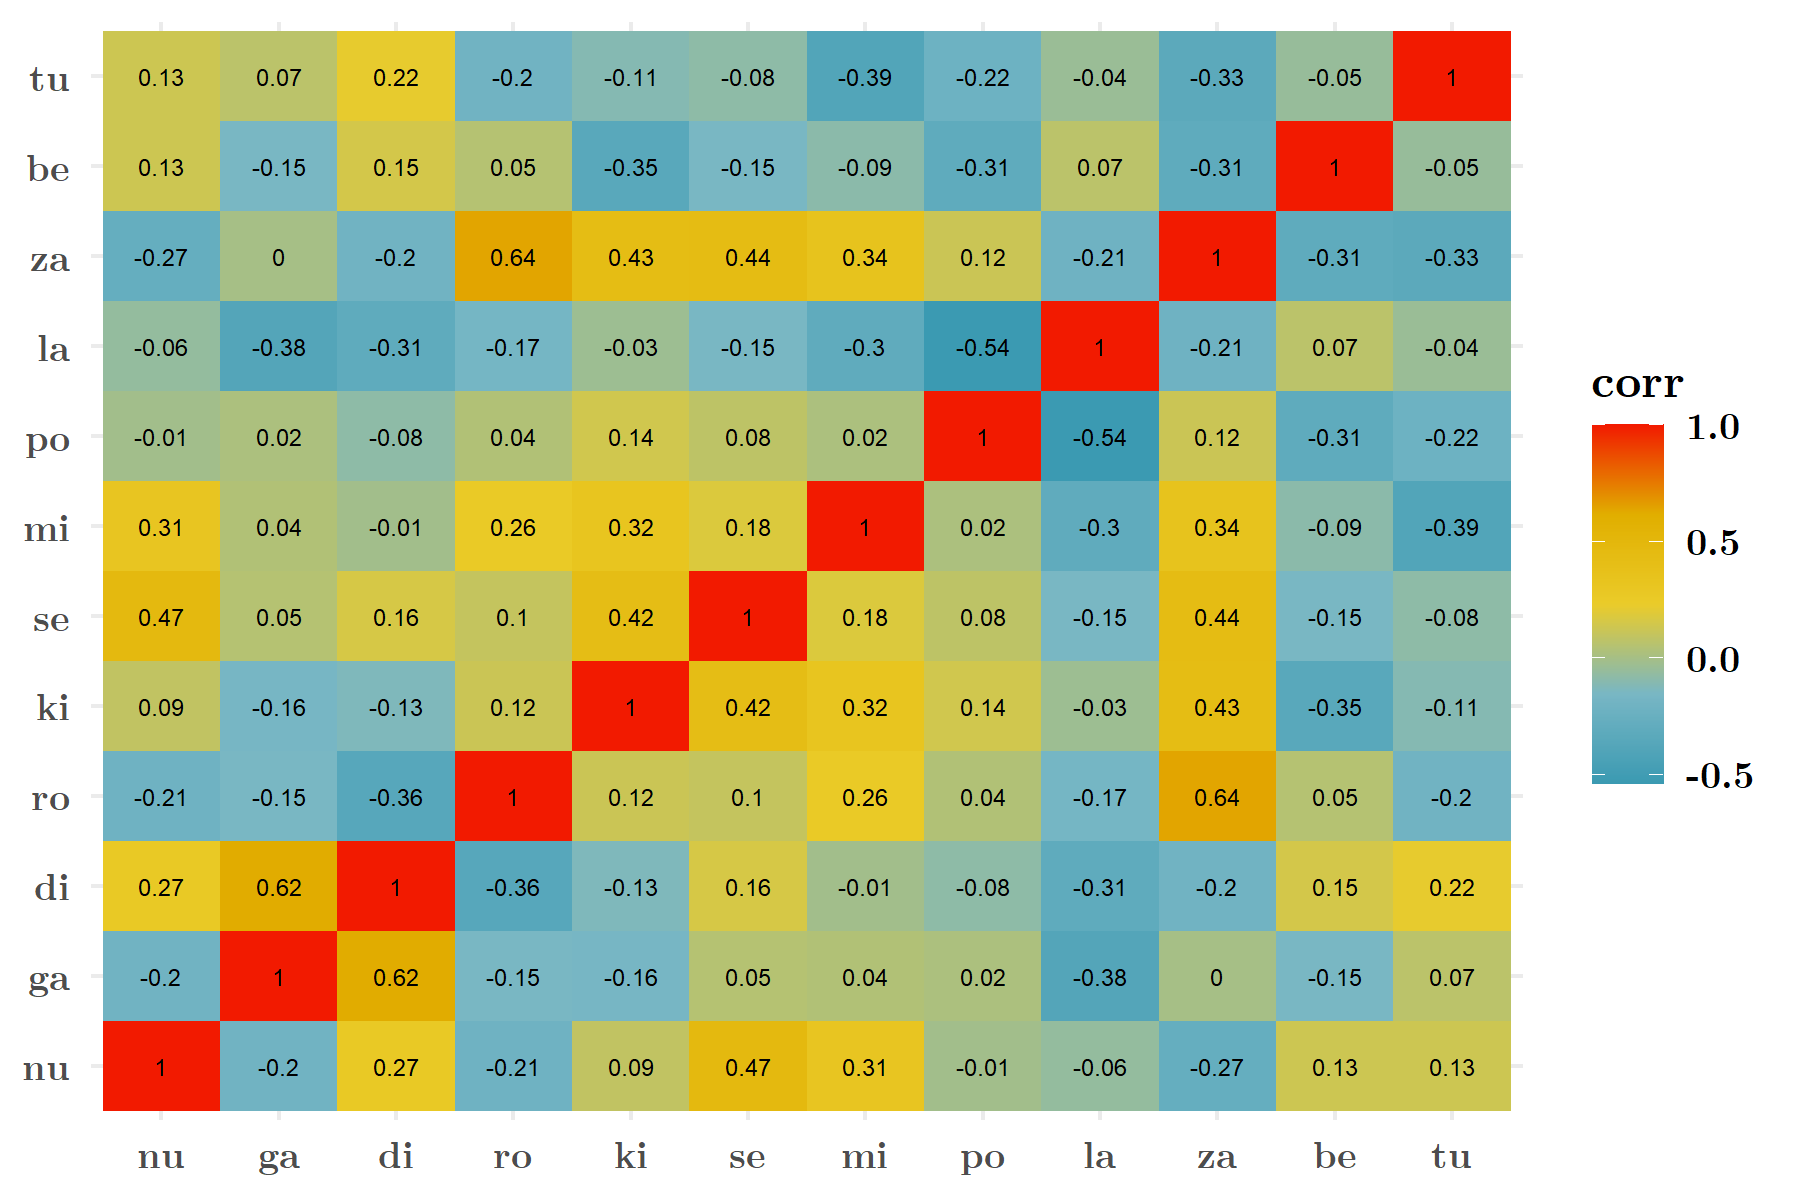 tu 0.13 0.07 0.22 -0.2 -0.11 -0.08 -0.39 -0.22 -0.04 -0.33 -0.05 1
be 0.13 -0.15 0.15 0.05 -0.35 -0.15 -0.09 -0.31 0.07 -0.31 1 -0.05
za -0.27 0 -0.2 0.64 0.43 0.44 0.34 0.12 -0.21 1 -0.31 -0.33
la -0.06 -0.38 -0.31 -0.17 -0.03 -0.15 -0.3 -0.54 1 -0.21 0.07 -0.04
po -0.01 0.02 -0.08 0.04 0.14 0.08 0.02 1 -0.54 0.12 -0.31 -0.22
mi 0.31 0.04 -0.01 0.26 0.32 0.18 1 0.02 -0.3 0.34 -0.09 -0.39
se 0.47 0.05 0.16 0.1 0.42 1 0.18 0.08 -0.15 0.44 -0.15 -0.08
ki 0.09 -0.16 -0.13 0.12 1 0.42 0.32 0.14 -0.03 0.43 -0.35 -0.11
ro -0.21 -0.15 -0.36 1 0.12 0.1 0.26 0.04 -0.17 0.64 0.05 -0.2
di 0.27 0.62 1 -0.36 -0.13 0.16 -0.01 -0.08 -0.31 -0.2 0.15 0.22
ga -0.2 1 0.62 -0.15 -0.16 0.05 0.04 0.02 -0.38 0 -0.15 0.07
nu 1 -0.2 0.27 -0.21 0.09 0.47 0.31 -0.01 -0.06 -0.27 0.13 0.13
nu ga di ro ki se mi po la za be tu
corr
1.0
0.5
0.0
-0.5